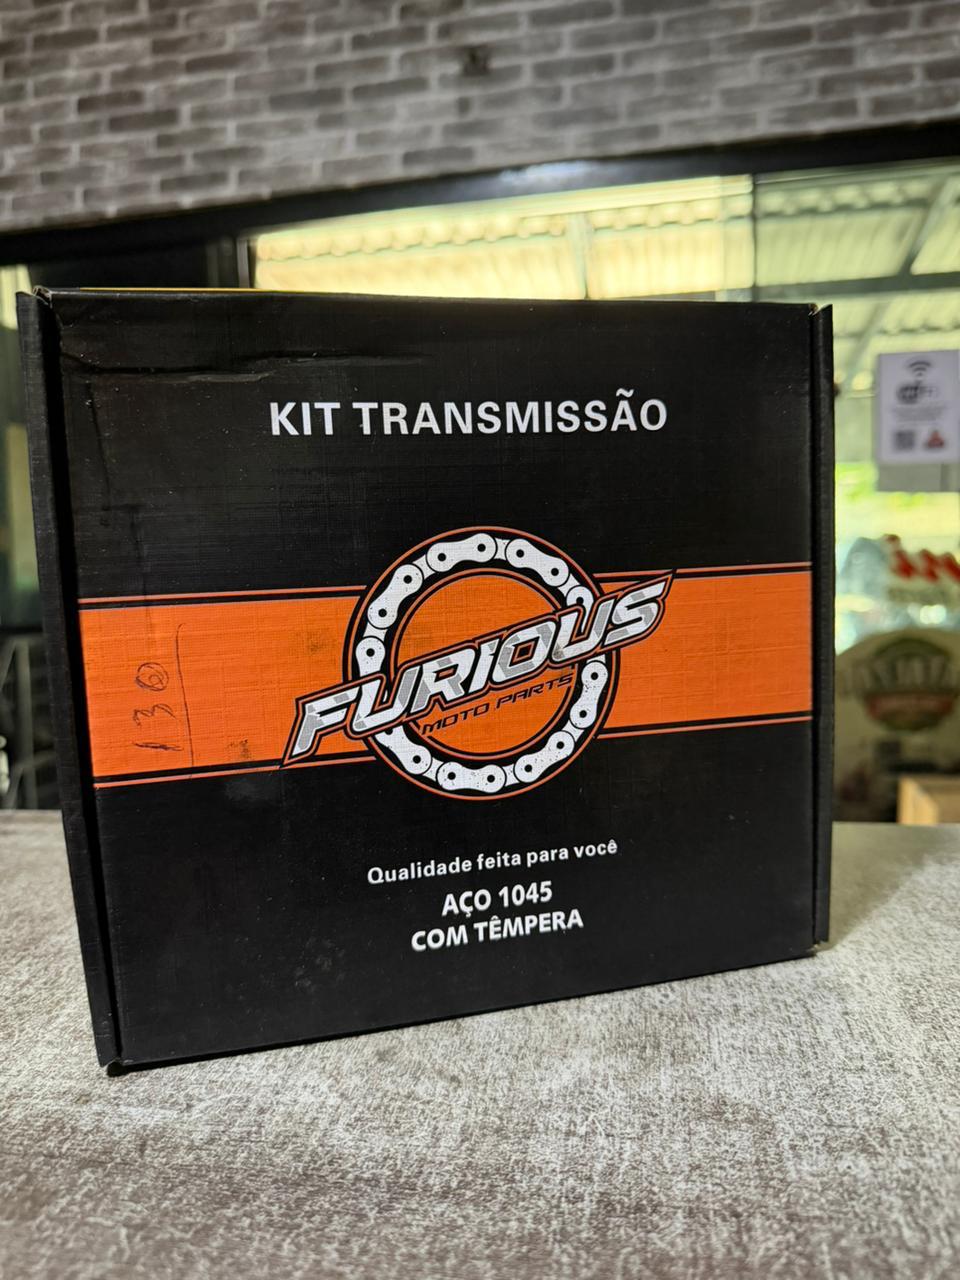 KIT TRANSMISSÃO
FURIOUS
MOTO PARTS
130
Qualidade feita para você
AÇO 1045
COM TÊMPERA